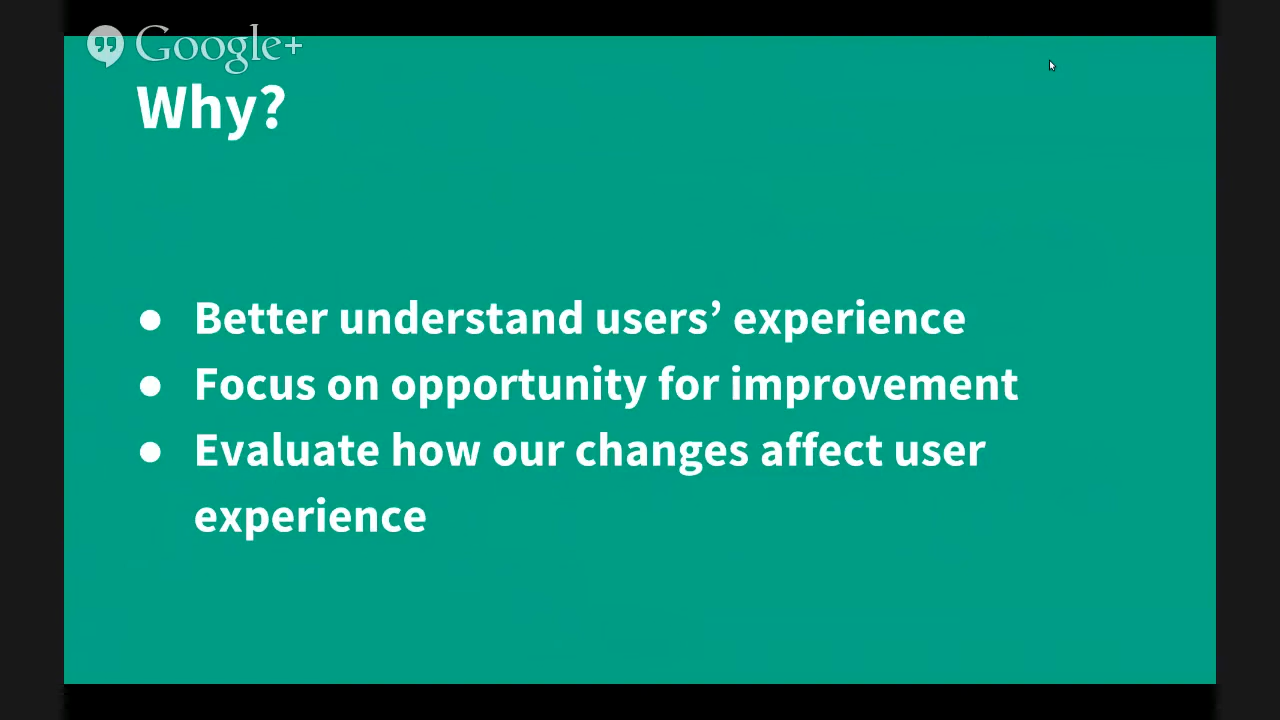 Google+
Why?
● Better understand users’ experience
● Focus on opportunity for improvement
● Evaluate how our changes affect user
experience